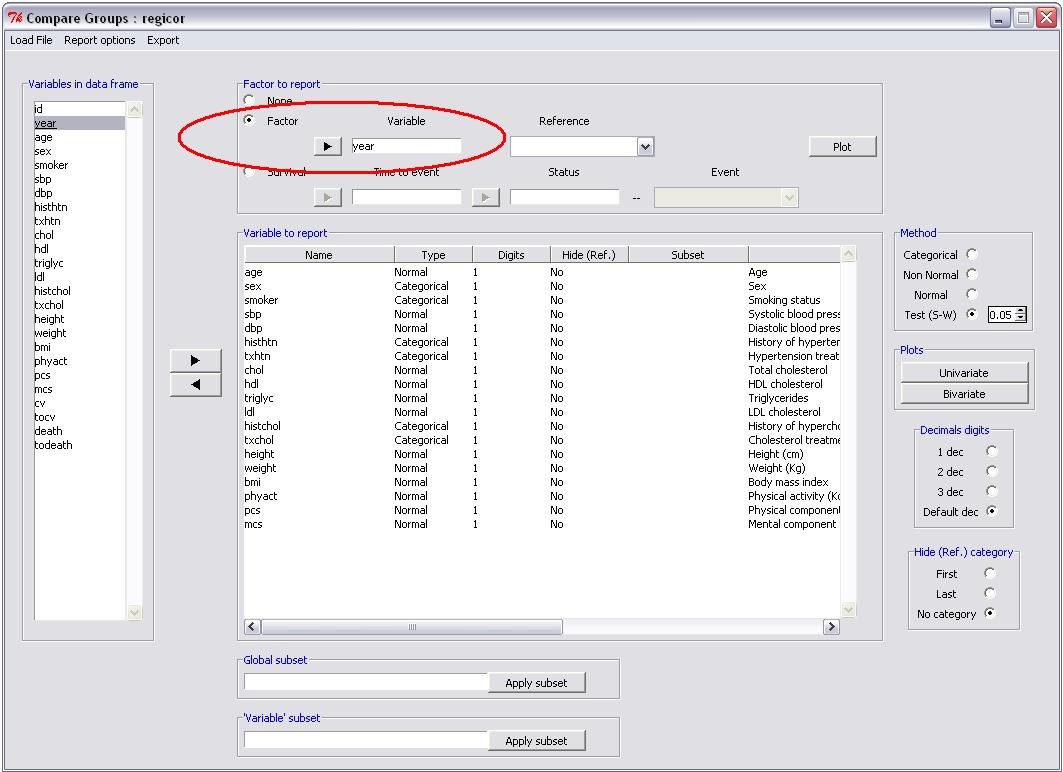 Compare Groups : regicor
Load File Report options Export
Variables in data frame
id
year
age
sex
smoker
sbp
dbp
histhtn
txhtn
chol
hdl
triglyc
ldl
histchol
txchol
height
weight
bmi
phyact
pcs
mcs
cv
tocv
death
todeath
Factor to report
None
Factor Variable Reference
year
Plot
Survival Time to event Status Event
--
Variable to report
Name Type Digits Hide (Ref.) Subset
age Normal 1 No Age
sex Categorical 1 No Sex
smoker Categorical 1 No Smoking status
sbp Normal 1 No Systolic blood press
dbp Normal 1 No Diastolic blood pres
histhtn Categorical 1 No History of hyperten
txhtn Categorical 1 No Hypertension treat
chol Normal 1 No Total cholesterol
hdl Normal 1 No HDL cholesterol
triglyc Normal 1 No Triglycerides
ldl Normal 1 No LDL cholesterol
histchol Categorical 1 No History of hypercho
txchol Categorical 1 No Cholesterol treatme
height Normal 1 No Height (cm)
weight Normal 1 No Weight (Kg)
bmi Normal 1 No Body mass index
phyact Normal 1 No Physical activity (Kc
pcs Normal 1 No Physical component
mcs Normal 1 No Mental component
Method
Categorical
Non Normal
Normal
Test (S-W) 0.05
Plots
Univariate
Bivariate
Decimals digits
1 dec
2 dec
3 dec
Default dec
Hide (Ref.) category
First
Last
No category
Global subset
Apply subset
'Variable' subset
Apply subset